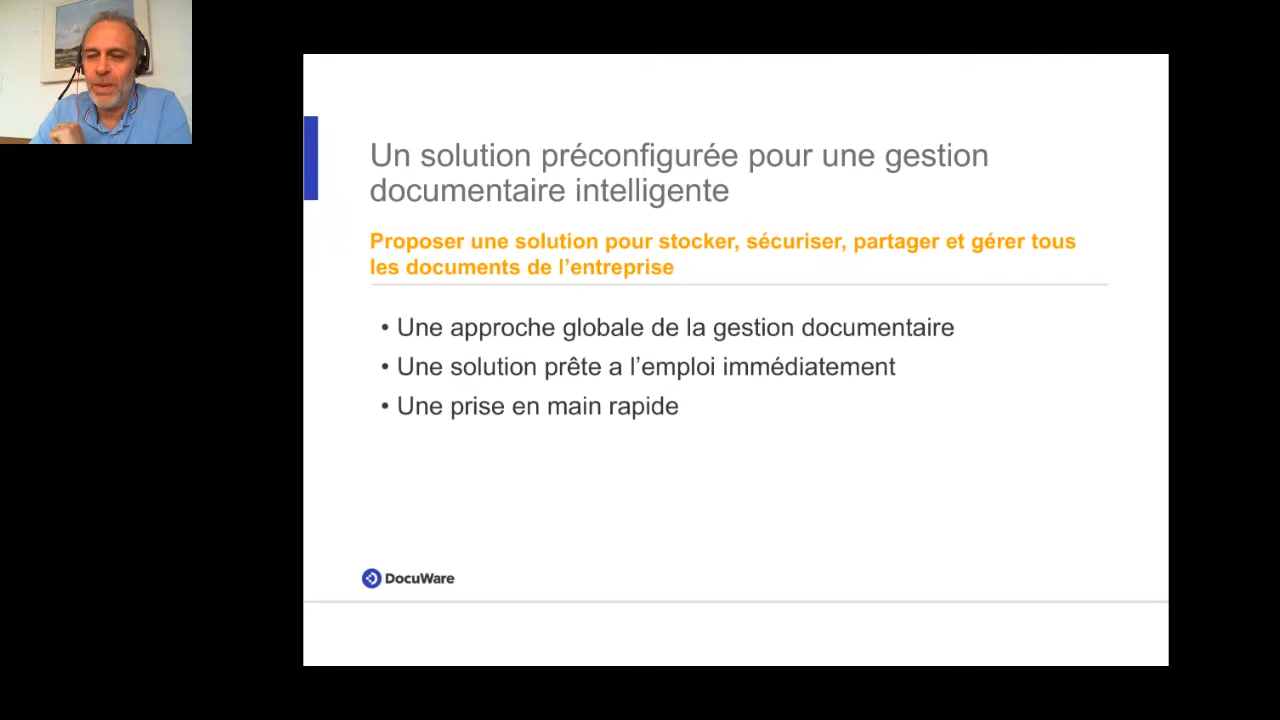 Un solution préconfigurée pour une gestion
documentaire intelligente
Proposer une solution pour stocker, sécuriser, partager et gérer tous
les documents de l’entreprise
• Une approche globale de la gestion documentaire
• Une solution prête a l’emploi immédiatement
• Une prise en main rapide
DocuWare